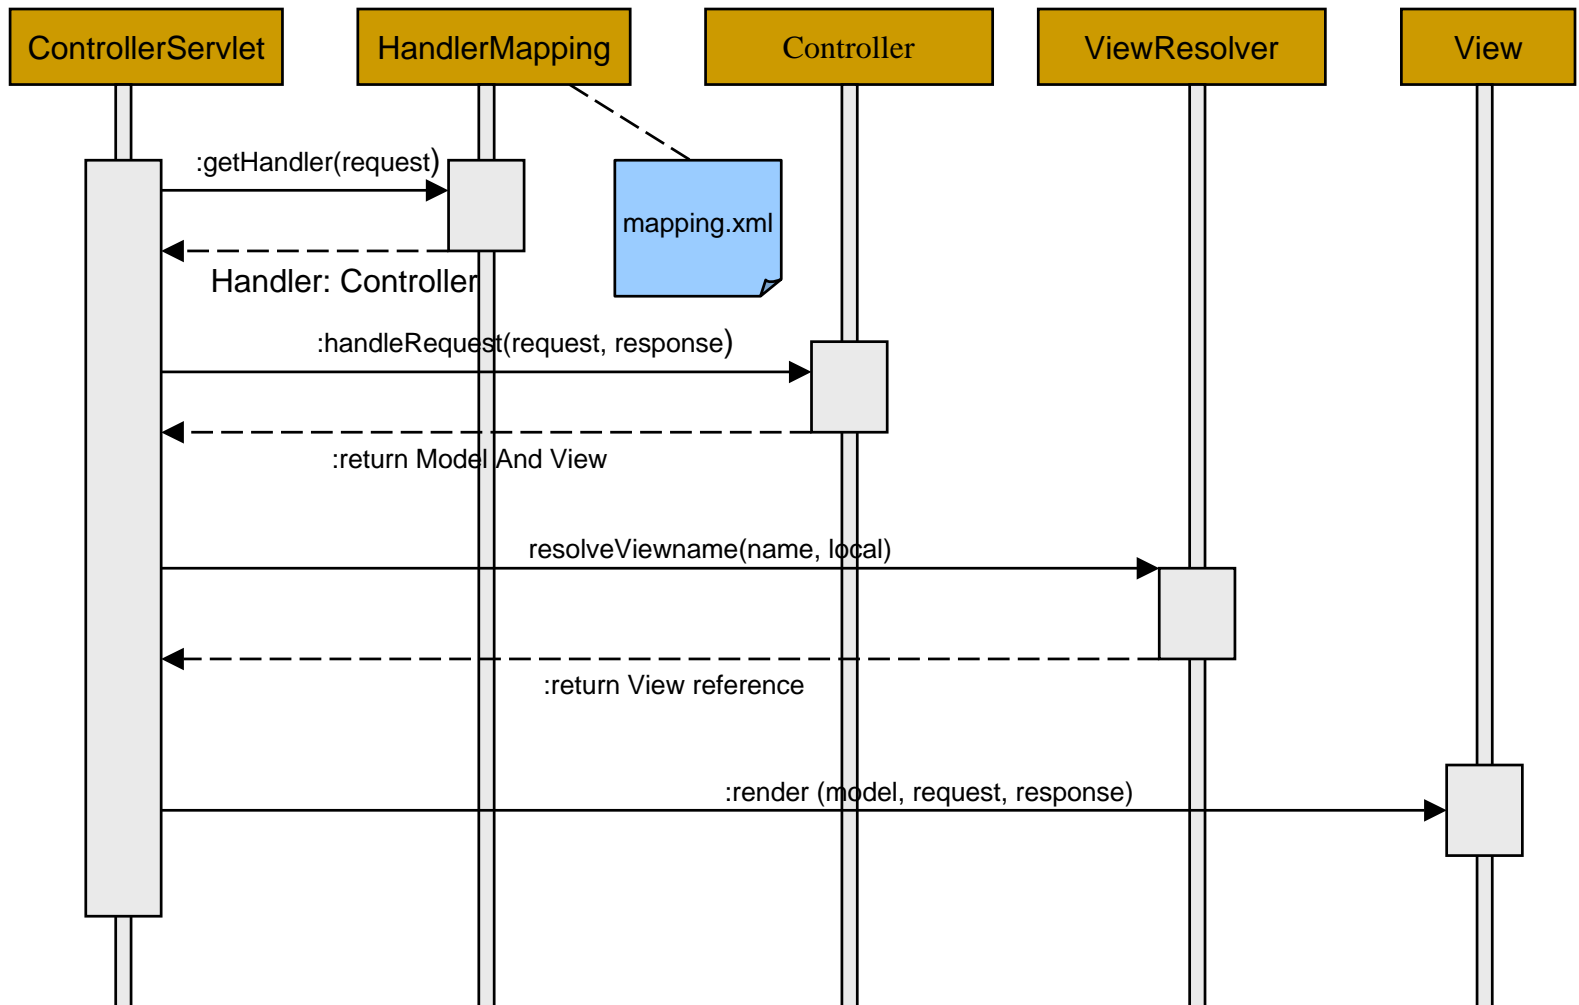 ControllerServlet
HandlerMapping
Controller
ViewResolver
View
:getHandler(request)
mapping.xml
Handler: Controller
:handleRequest(request, response)
:return Model And View
resolveViewname(name, local)
:return View reference
:render (model, request, response)